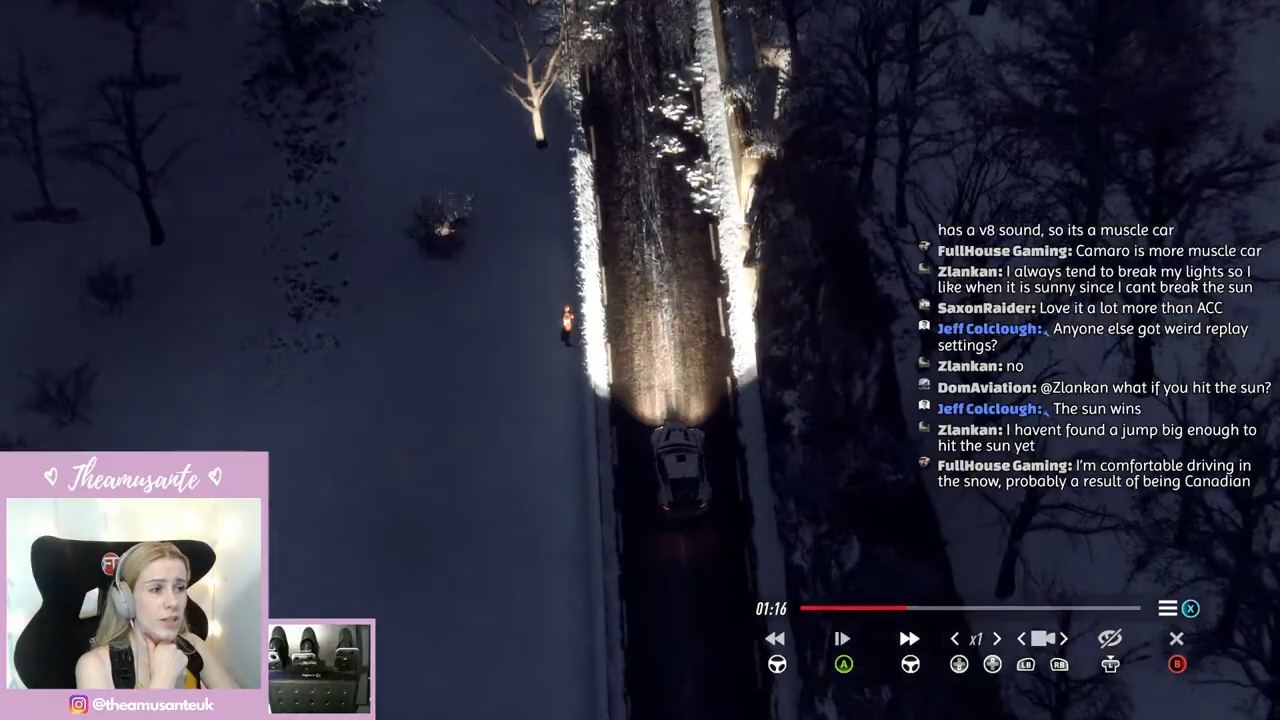 has a v8 sound, so its a muscle car
FullHouse Gaming: Camaro is more muscle car
Zlankan: I always tend to break my lights so I
like when it is sunny since I cant break the sun
SaxonRaider: Love it a lot more than ACC
Jeff Colclough: Anyone else got weird replay
settings?
Zlankan: no
DomAviation: @Zlankan what if you hit the sun?
Jeff Colclough: The sun wins
Zlankan: I havent found a jump big enough to
hit the sun yet
FullHouse Gaming: I'm comfortable driving in
the snow, probably a result of being Canadian
Theamusante
FT
@theamusanteuk
01:16
X
x1
A
LB
RB
B